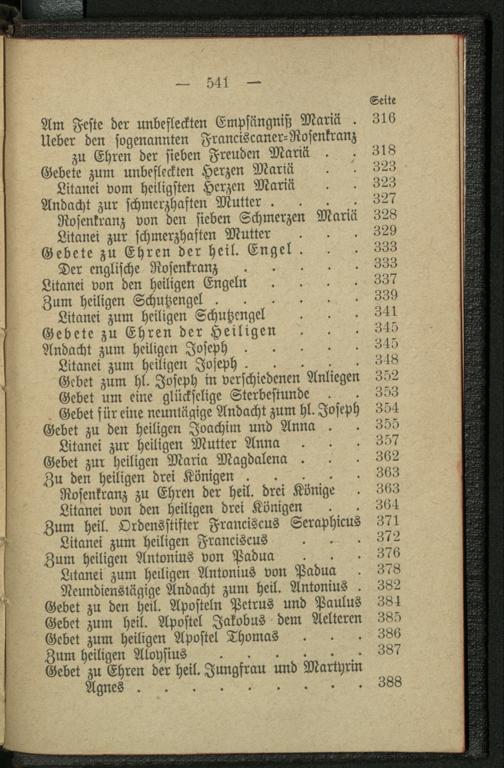 — 541 —
Seite
Am Feste der unbefleckten Empfängniß Mariä . 316
Ueber den sogenannten Franciscaner-Rosenkranz
zu Ehren der sieben Freuden Mariä . . 318
Gebete zum unbefleckten Herzen Mariä . . 323
Litanei vom heiligsten Herzen Mariä . . 323
Andacht zur schmerzhaften Mutter . . . . 327
Rosenkranz von den sieben Schmerzen Mariä 328
Litanei zur schmerzhaften Mutter . . . 329
Gebete zu Ehren der heil. Engel . . . 333
Der englische Rosenkranz . . . . . 333
Litanei von den heiligen Engeln . . . . 337
Zum heiligen Schutzengel . . . . . . 339
Litanei zum heiligen Schutzengel . . . 341
Gebete zu Ehren der Heiligen . . . 345
Andacht zum heiligen Joseph . . . . . 345
Litanei zum heiligen Joseph . . . . . 348
Gebet zum hl. Joseph in verschiedenen Anliegen 352
Gebet um eine glückselige Sterbestunde . . 353
Gebet für eine neuntägige Andacht zum hl. Joseph 354
Gebet zu den heiligen Joachim und Anna . . 355
Litanei zur heiligen Mutter Anna . . . 357
Gebet zur heiligen Maria Magdalena . . . 362
Zu den heiligen drei Königen . . . . . 363
Rosenkranz zu Ehren der heil. drei Könige . 363
Litanei von den heiligen drei Königen . . 364
Zum heil. Ordensstifter Franciscus Seraphicus 371
Litanei zum heiligen Franciscus . . . 372
Zum heiligen Antonius von Padua . . . 376
Litanei zum heiligen Antonius von Padua . 378
Neundienstägige Andacht zum heil. Antonius . 382
Gebet zu den heil. Aposteln Petrus und Paulus 384
Gebet zum heil. Apostel Jakobus dem Aelteren 385
Gebet zum heiligen Apostel Thomas . . . 386
Zum heiligen Aloysius . . . . . . 387
Gebet zu Ehren der heil. Jungfrau und Martyrin
Agnes . . . . . . . . . 388